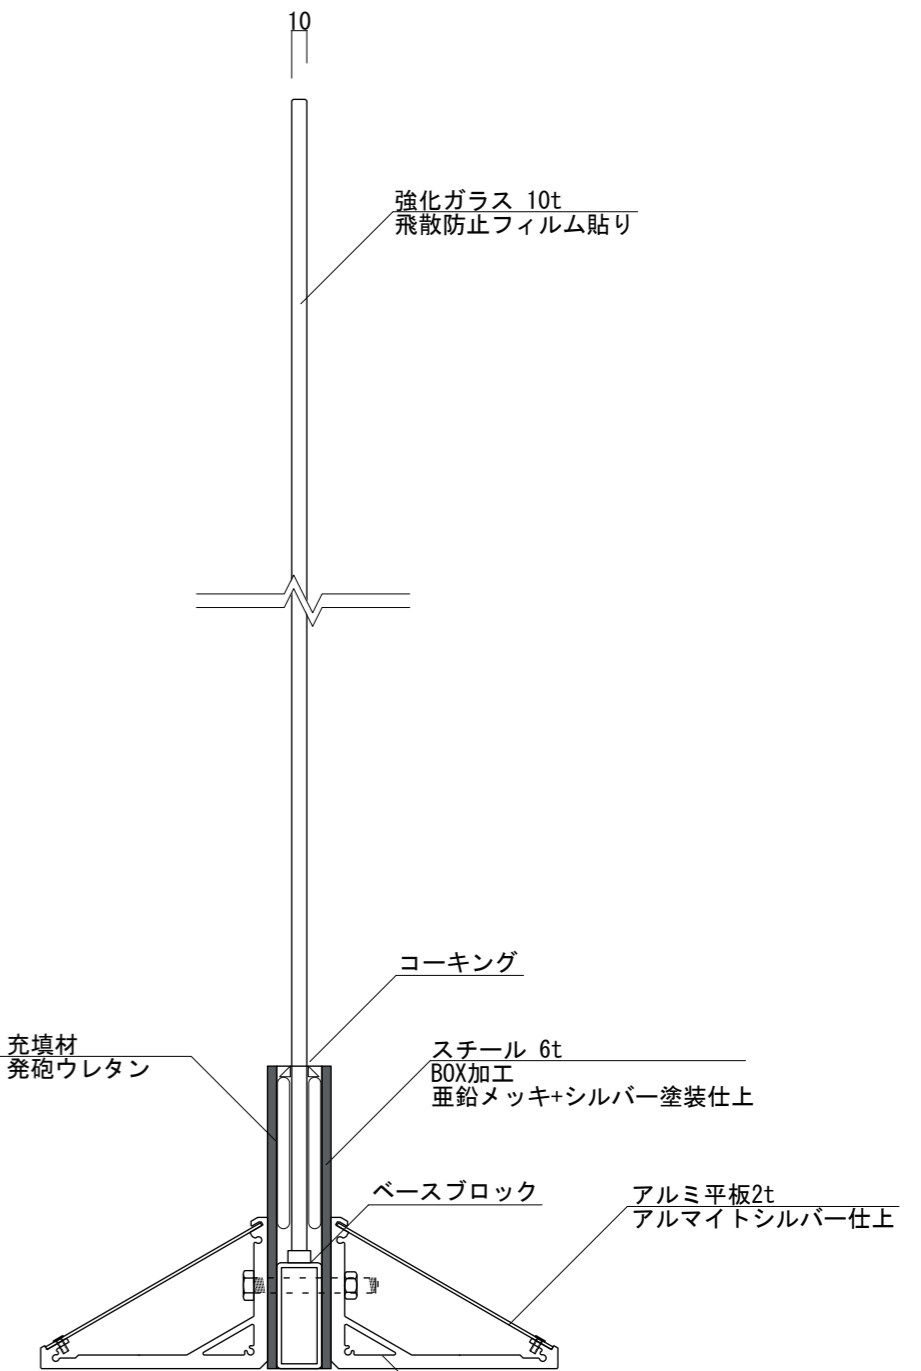 10
強化ガラス 10t
飛散防止フィルム貼り
コーキング
充填材
発砲ウレタン
スチール 6t
BOX加工
亜鉛メッキ+シルバー塗装仕上
ベースブロック
アルミ平板2t
アルマイトシルバー仕上